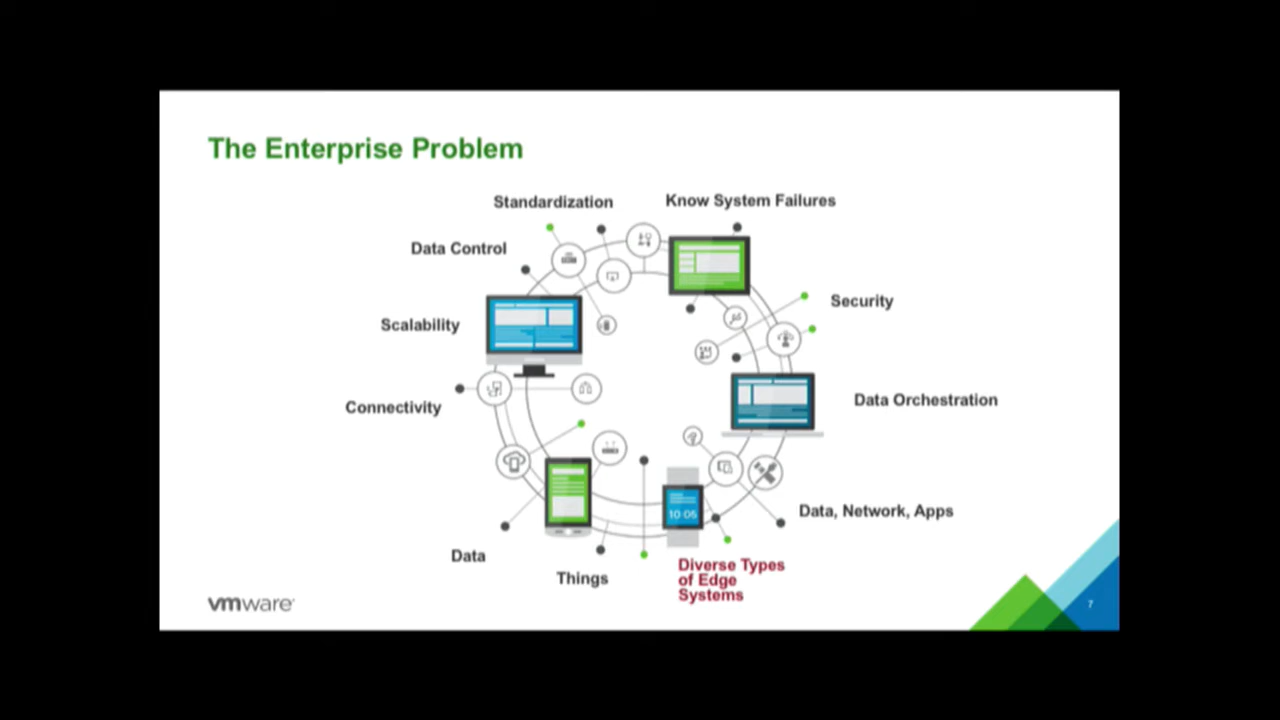 The Enterprise Problem
Standardization
Know System Failures
Data Control
Security
Scalability
Data Orchestration
Connectivity
10 05
Data, Network, Apps
Data
Things
Diverse Types
of Edge
Systems
vmware
7